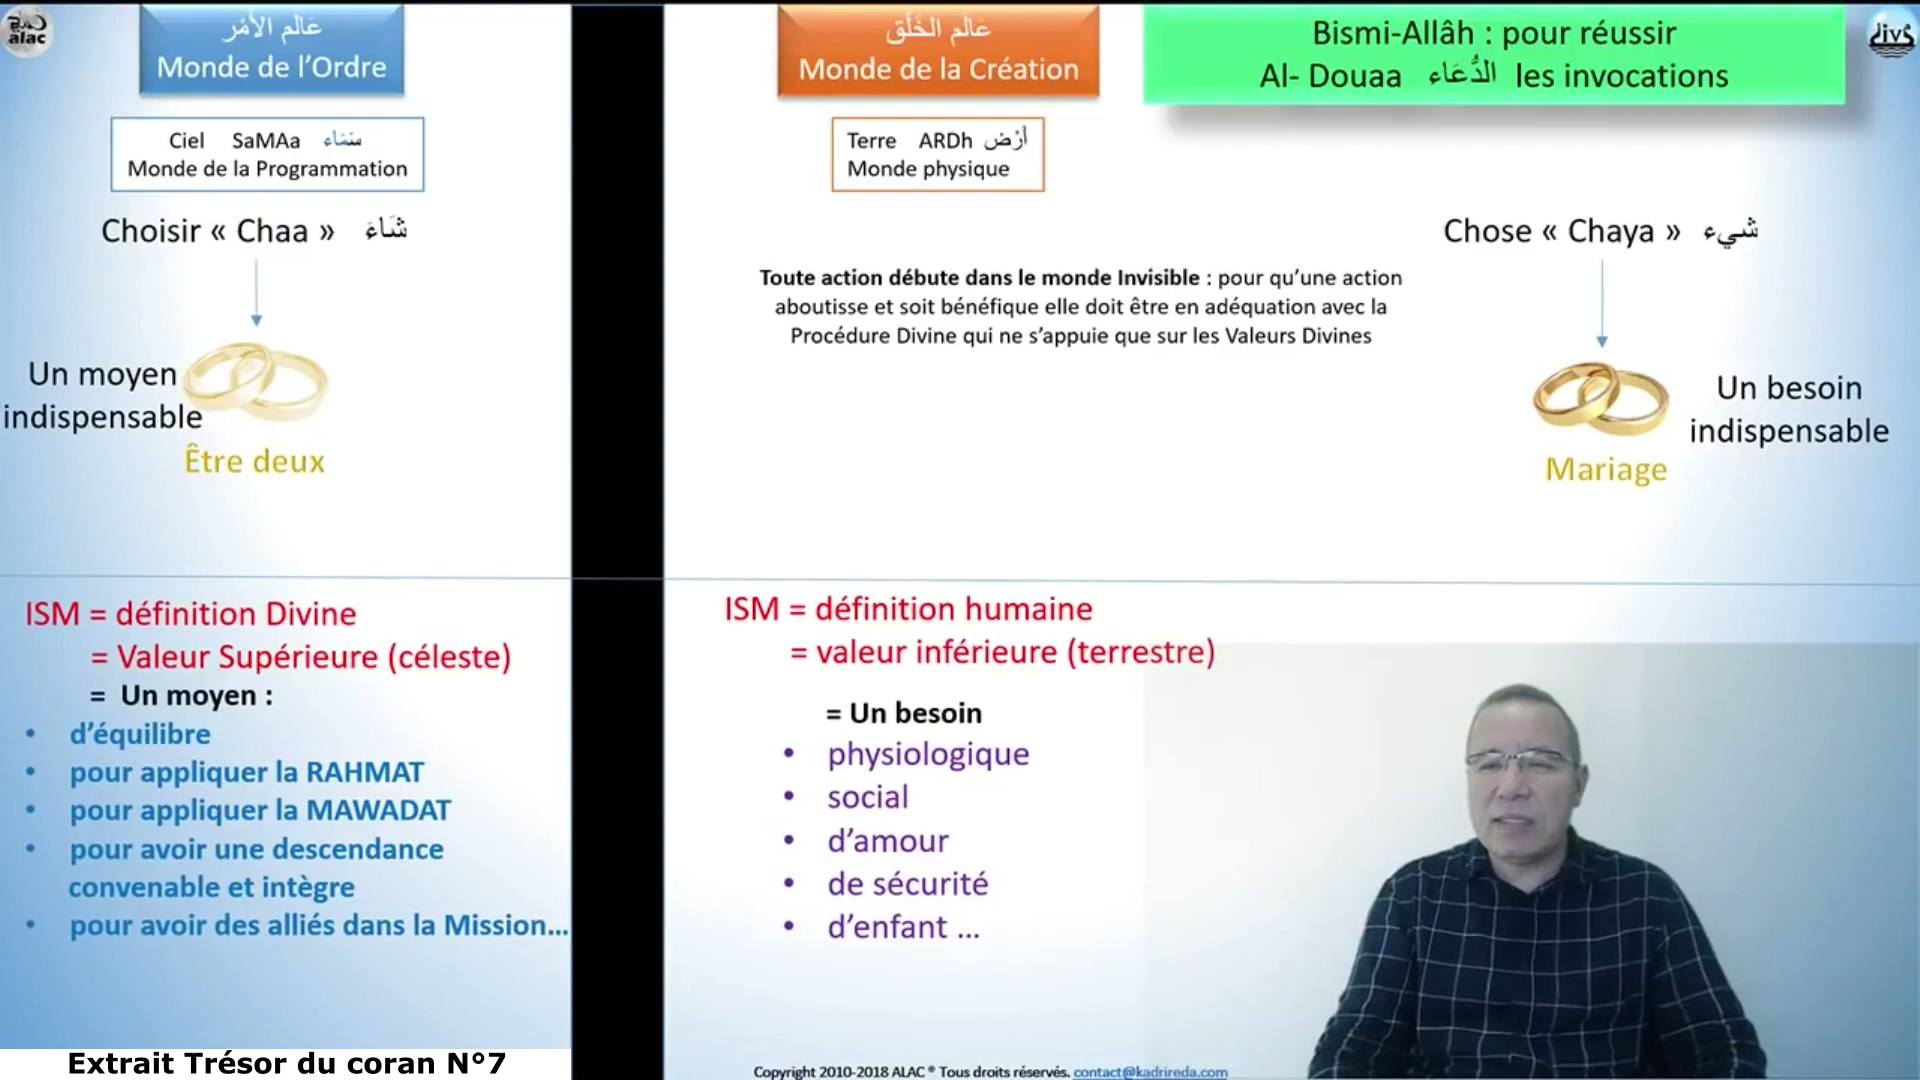 alac
عَالَم الأَمْر
Monde de l’Ordre
Ciel SaMAa سَمَاء
Monde de la Programmation
Choisir « Chaa » شَاءَ
Un moyen
indispensable
Être deux
ISM = définition Divine
= Valeur Supérieure (céleste)
= Un moyen :
• d’équilibre
• pour appliquer la RAHMAT
• pour appliquer la MAWADAT
• pour avoir une descendance
convenable et intègre
• pour avoir des alliés dans la Mission...
Extrait Trésor du coran N°7
عَالَم الخَلْق
Monde de la Création
Terre ARDh أَرْض
Monde physique
Bismi-Allâh : pour réussir
Al- Douaa الدُّعَاء les invocations
Toute action débute dans le monde Invisible : pour qu’une action
aboutisse et soit bénéfique elle doit être en adéquation avec la
Procédure Divine qui ne s’appuie que sur les Valeurs Divines
Chose « Chaya » شيء
Un besoin
indispensable
Mariage
ISM = définition humaine
= valeur inférieure (terrestre)
= Un besoin
• physiologique
• social
• d’amour
• de sécurité
• d’enfant ...
Copyright 2010-2018 ALAC ® Tous droits réservés. contact@kadrireda.com